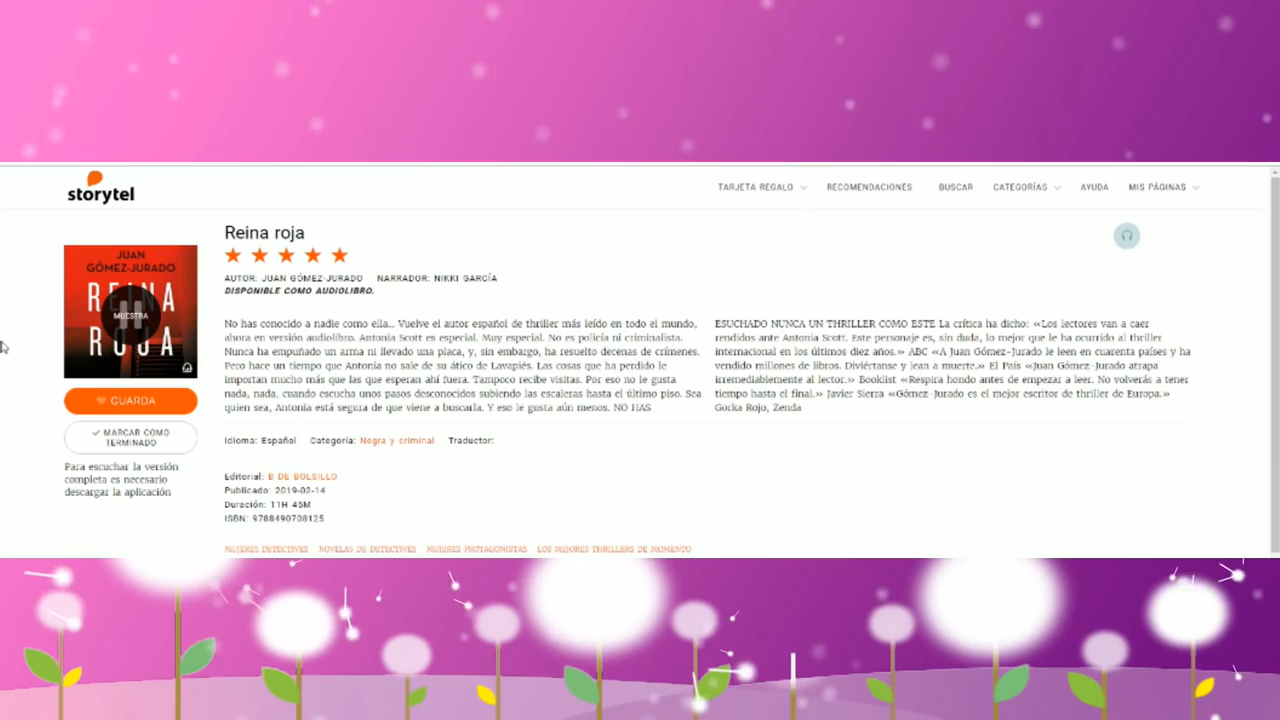 storytel
TARJETA REGALO
RECOMENDACIONES
BUSCAR
CATEGORÍAS
AYUDA
MIS PÁGINAS
JUAN
GÓMEZ-JURADO
REINA
MUESTRA
ROJA
GUARDA
MARCAR COMO
TERMINADO
Para escuchar la versión
completa es necesario
descargar la aplicación
Reina roja
AUTOR: JUAN GÓMEZ-JURADO NARRADOR: NIKKI GARCÍA
DISPONIBLE COMO AUDIOLIBRO.
No has conocido a nadie como ella... Vuelve el autor español de thriller más leído en todo el mundo,
ahora en versión audiolibro. Antonia Scott es especial. Muy especial. No es policía ni criminalista.
Nunca ha empuñado un arma ni llevado una placa, y, sin embargo, ha resuelto decenas de crímenes.
Pero hace un tiempo que Antonia no sale de su ático de Lavapiés. Las cosas que ha perdido le
importan mucho más que las que esperan ahí fuera. Tampoco recibe visitas. Por eso no le gusta
nada, nada, cuando escucha unos pasos desconocidos subiendo las escaleras hasta el último piso. Sea
quien sea, Antonia está segura de que viene a buscarla. Y eso le gusta aún menos. NO HAS
ESCUCHADO NUNCA UN THRILLER COMO ESTE La crítica ha dicho: «Los lectores van a caer
rendidos ante Antonia Scott. Este personaje es, sin duda, lo mejor que le ha ocurrido al thriller
internacional en los últimos diez años.» ABC «A Juan Gómez-Jurado le leen en cuarenta países y ha
vendido millones de libros. Diviértanse y lean a muerte.» El País «Juan Gómez-Jurado atrapa
irremediablemente al lector.» Booklist «Respira hondo antes de empezar a leer. No volverás a tener
tiempo hasta el final.» Javier Sierra «Gómez-Jurado es el mejor escritor de thriller de Europa.»
Gorka Rojo, Zenda
Idioma: Español Categoría: Negra y criminal Traductor:
Editorial: B DE BOLSILLO
Publicado: 2019-02-14
Duración: 11H 45M
ISBN: 9788490708125
MUJERES DETECTIVES NOVELAS DE DETECTIVES MUJERES PROTAGONISTAS LOS MEJORES THRILLERS DE MOMENTO